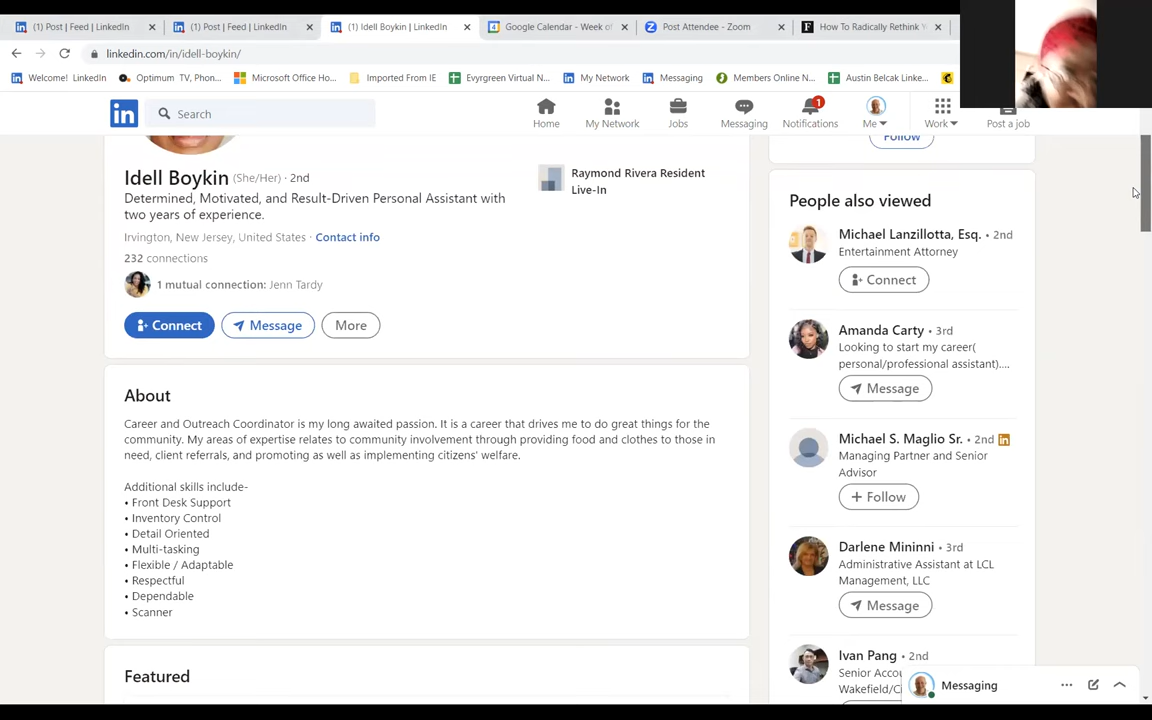 (1) Post | Feed | LinkedIn
(1) Post | Feed | LinkedIn
(1) Idell Boykin | LinkedIn
Google Calendar - Week of
Post Attendee - Zoom
How To Radically Rethink
linkedin.com/in/idell-boykin/
Welcome! LinkedIn
Optimum TV, Phon...
Microsoft Office Ho...
Imported From IE
Evyrgreen Virtual N...
My Network
Messaging
Members Online N...
Austin Belcak Linke...
Search
Home
My Network
Jobs
Messaging
1
Notifications
Me
Work
Post a job
Follow
Idell Boykin (She/Her) · 2nd
Determined, Motivated, and Result-Driven Personal Assistant with
two years of experience.
Irvington, New Jersey, United States · Contact info
232 connections
1 mutual connection: Jenn Tardy
Connect
Message
More
Raymond Rivera Resident
Live-In
About
Career and Outreach Coordinator is my long awaited passion. It is a career that drives me to do great things for the
community. My areas of expertise relates to community involvement through providing food and clothes to those in
need, client referrals, and promoting as well as implementing citizens' welfare.
Additional skills include-
• Front Desk Support
• Inventory Control
• Detail Oriented
• Multi-tasking
• Flexible / Adaptable
• Respectful
• Dependable
• Scanner
Featured
People also viewed
Michael Lanzillotta, Esq. • 2nd
Entertainment Attorney
Connect
Amanda Carty • 3rd
Looking to start my career(
personal/professional assistant)....
Message
Michael S. Maglio Sr. • 2nd in
Managing Partner and Senior
Advisor
+ Follow
Darlene Mininni • 3rd
Administrative Assistant at LCL
Management, LLC
Message
Ivan Pang • 2nd
Senior Accou
Wakefield/C
Messaging